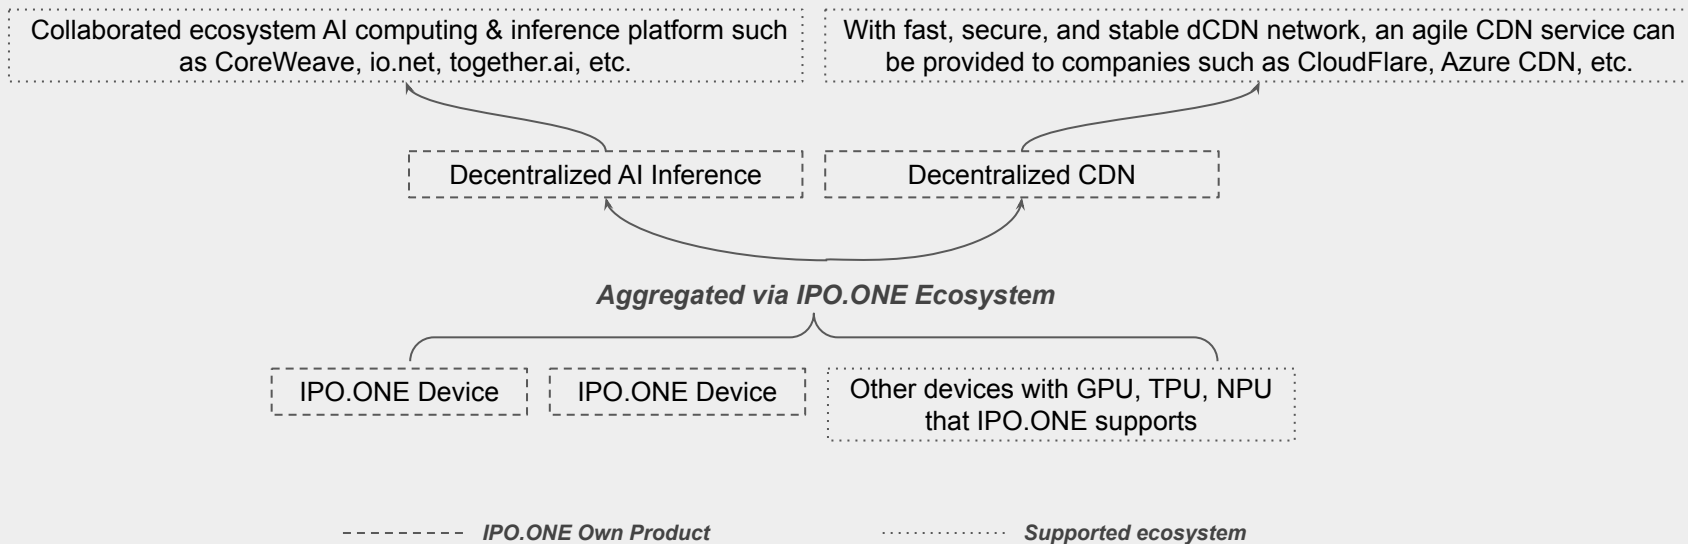 Collaborated ecosystem AI computing & inference platform such
as CoreWeave, io.net, together.ai, etc.
With fast, secure, and stable dCDN network, an agile CDN service can
be provided to companies such as CloudFlare, Azure CDN, etc.
Decentralized AI Inference
Decentralized CDN
Aggregated via IPO.ONE Ecosystem
IPO.ONE Device
IPO.ONE Device
Other devices with GPU, TPU, NPU
that IPO.ONE supports
IPO.ONE Own Product
Supported ecosystem